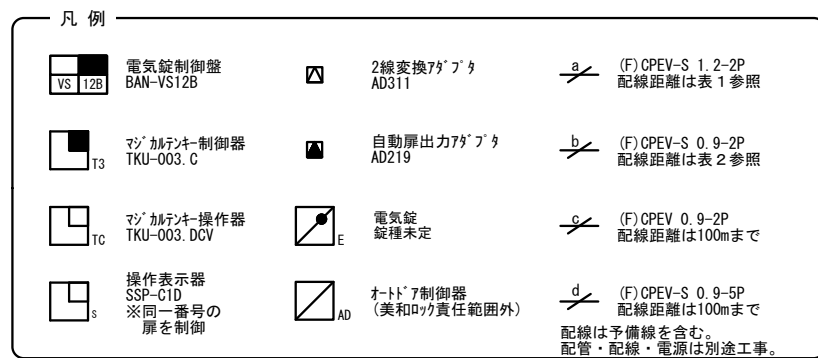 凡 例
電気錠制御盤
BAN-VS12B
VS 12B
ﾏｼﾞｶﾙﾃﾝｷｰ制御器
TKU-003.C
T3
ﾏｼﾞｶﾙﾃﾝｷｰ操作器
TKU-003.DCV
TC
操作表示器
SSP-C1D
※同一番号の
扉を制御
S
2線変換ｱﾀﾞﾌﾟﾀ
AD311
自動扉出力ｱﾀﾞﾌﾟﾀ
AD219
電気錠
錠種未定
E
ｵｰﾄﾄﾞｱ制御器
(美和ﾛｯｸ責任範囲外)
AD
a
(F)CPEV-S 1.2-2P
配線距離は表1参照
b
(F)CPEV-S 0.9-2P
配線距離は表2参照
c
(F)CPEV 0.9-2P
配線距離は100mまで
d
(F)CPEV-S 0.9-5P
配線距離は100mまで
配線は予備線を含む。
配管・配線・電源は別途工事。